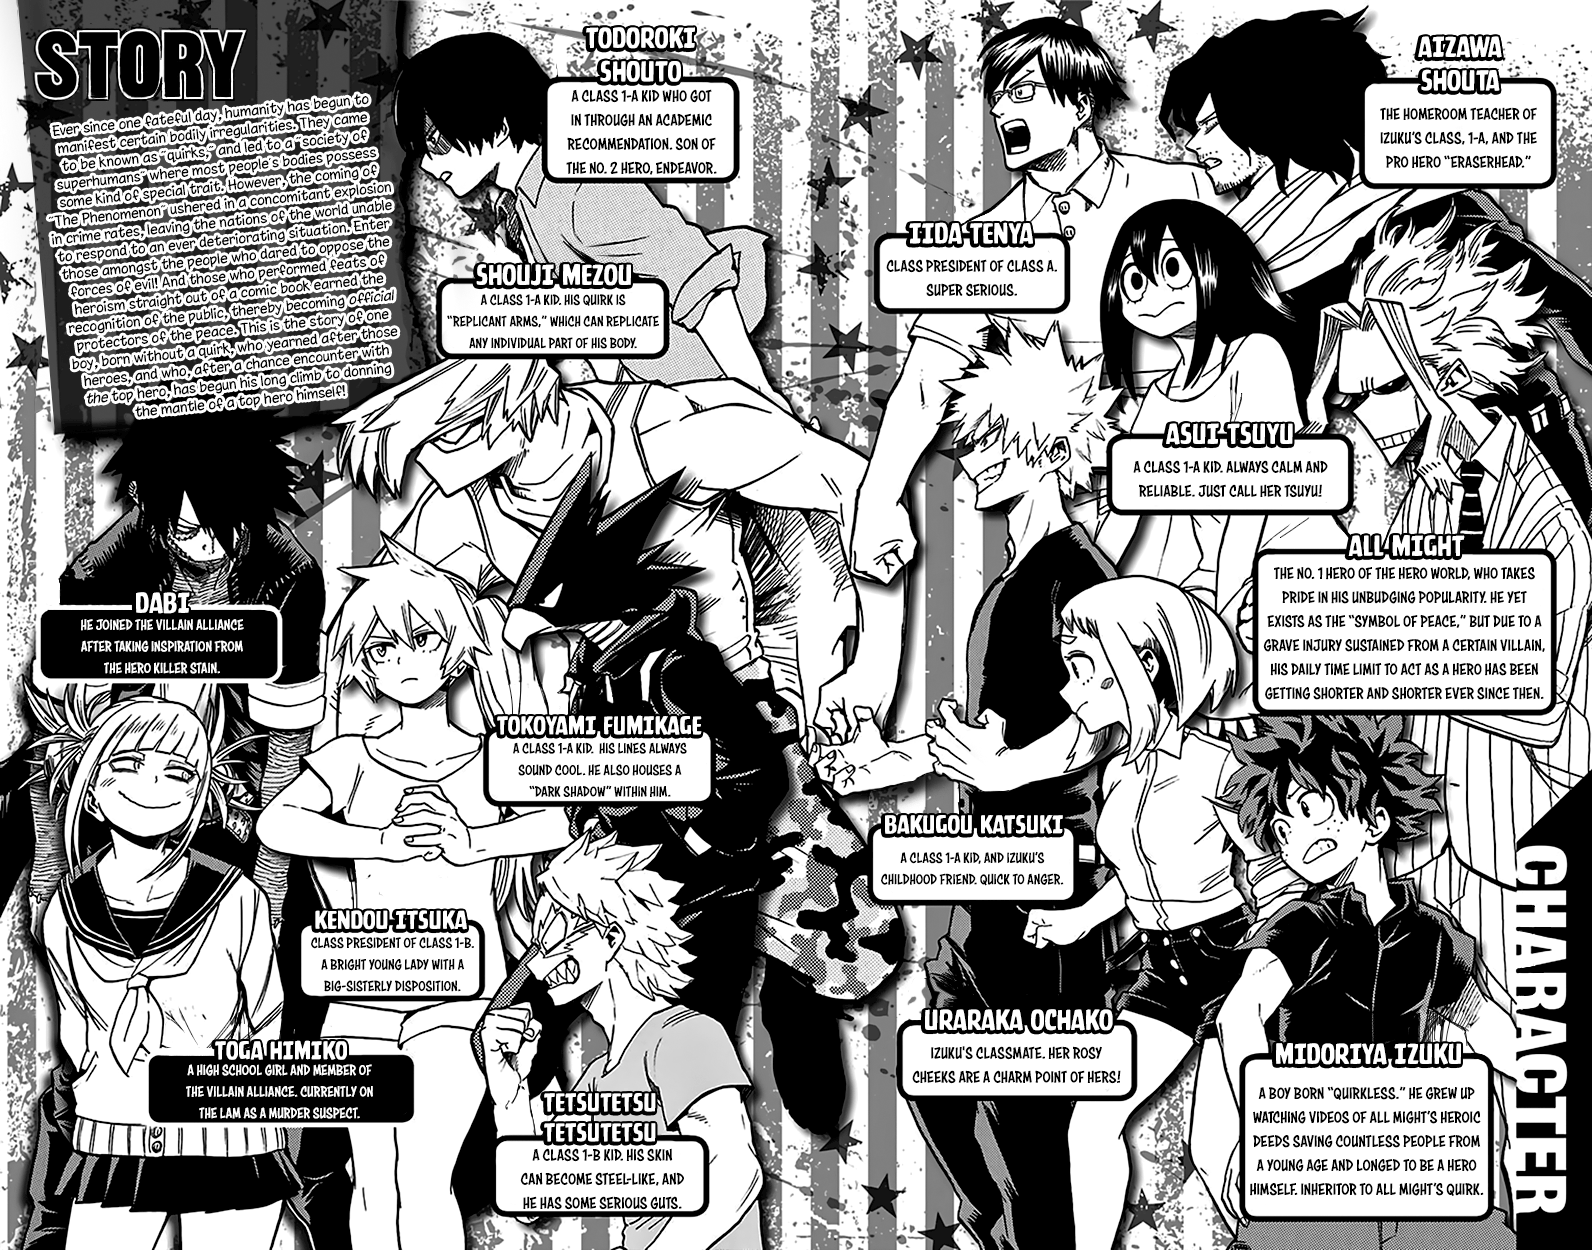 STORY
Ever since one fateful day, humanity has begun to
manifest certain bodily irregularities. They came
to be known as "quirks," and led to a "society of
superhumans" where most people's bodies possess
some kind of special trait. However, the coming of
"The Phenomenon" ushered in a concomitant explosion
in crime rates, leaving the nations of the world unable
to respond to an ever deteriorating situation. Enter
those amongst the people who dared to oppose the
forces of evil! And those who performed feats of
heroism straight out of a comic book earned the
recognition of the public, thereby becoming official
protectors of the peace. This is the story of one
boy, born without a quirk, who yearned after those
heroes, and who, after a chance encounter with
the top hero, has begun his long climb to donning
the mantle of a top hero himself!
TODOROKI
SHOUTO
A CLASS 1-A KID WHO GOT
IN THROUGH AN ACADEMIC
RECOMMENDATION. SON OF
THE NO. 2 HERO, ENDEAVOR.
AIZAWA
SHOUTA
THE HOMEROOM TEACHER OF
IZUKU'S CLASS, 1-A, AND THE
PRO HERO "ERASERHEAD."
IIDA TENYA
CLASS PRESIDENT OF CLASS A.
SUPER SERIOUS.
SHOUJI MEZOU
A CLASS 1-A KID. HIS QUIRK IS
"REPLICANT ARMS," WHICH CAN REPLICATE
ANY INDIVIDUAL PART OF HIS BODY.
ASUI TSUYU
A CLASS 1-A KID. ALWAYS CALM AND
RELIABLE. JUST CALL HER TSUYU!
ALL MIGHT
THE NO. 1 HERO OF THE HERO WORLD, WHO TAKES
PRIDE IN HIS UNBUDGING POPULARITY. HE YET
EXISTS AS THE "SYMBOL OF PEACE," BUT DUE TO A
GRAVE INJURY SUSTAINED FROM A CERTAIN VILLAIN,
HIS DAILY TIME LIMIT TO ACT AS A HERO HAS BEEN
GETTING SHORTER AND SHORTER EVER SINCE THEN.
DABI
HE JOINED THE VILLAIN ALLIANCE
AFTER TAKING INSPIRATION FROM
THE HERO KILLER STAIN.
TOKOYAMI FUMIKAGE
A CLASS 1-A KID. HIS LINES ALWAYS
SOUND COOL. HE ALSO HOUSES A
"DARK SHADOW" WITHIN HIM.
BAKUGOU KATSUKI
A CLASS 1-A KID, AND IZUKU'S
CHILDHOOD FRIEND. QUICK TO ANGER.
KENDOU ITSUKA
CLASS PRESIDENT OF CLASS 1-B.
A BRIGHT YOUNG LADY WITH A
BIG-SISTERLY DISPOSITION.
URARAKA OCHAKO
IZUKU'S CLASSMATE. HER ROSY
CHEEKS ARE A CHARM POINT OF HERS!
TOGA HIMIKO
A HIGH SCHOOL GIRL AND MEMBER OF
THE VILLAIN ALLIANCE. CURRENTLY ON
THE LAM AS A MURDER SUSPECT.
TETSUTETSU
TETSUTETSU
A CLASS 1-B KID. HIS SKIN
CAN BECOME STEEL-LIKE, AND
HE HAS SOME SERIOUS GUTS.
MIDORIYA IZUKU
A BOY BORN "QUIRKLESS." HE GREW UP
WATCHING VIDEOS OF ALL MIGHT'S HEROIC
DEEDS SAVING COUNTLESS PEOPLE FROM
A YOUNG AGE AND LONGED TO BE A HERO
HIMSELF. INHERITOR TO ALL MIGHT'S QUIRK.
CHARACTER